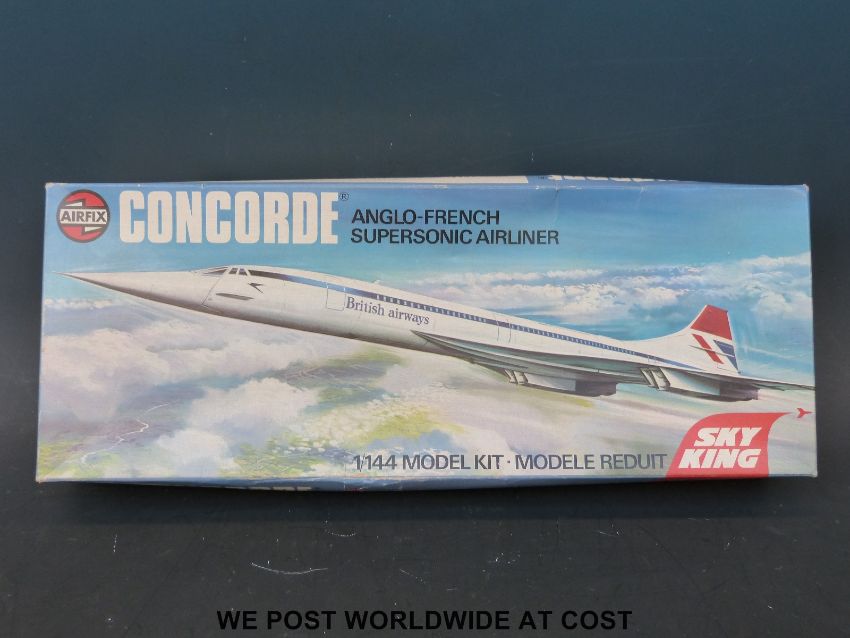 AIRFIX
CONCORDE®
ANGLO-FRENCH
SUPERSONIC AIRLINER
British airways
1/144 MODEL KIT · MODELE REDUIT
SKY
KING
WE POST WORLDWIDE AT COST